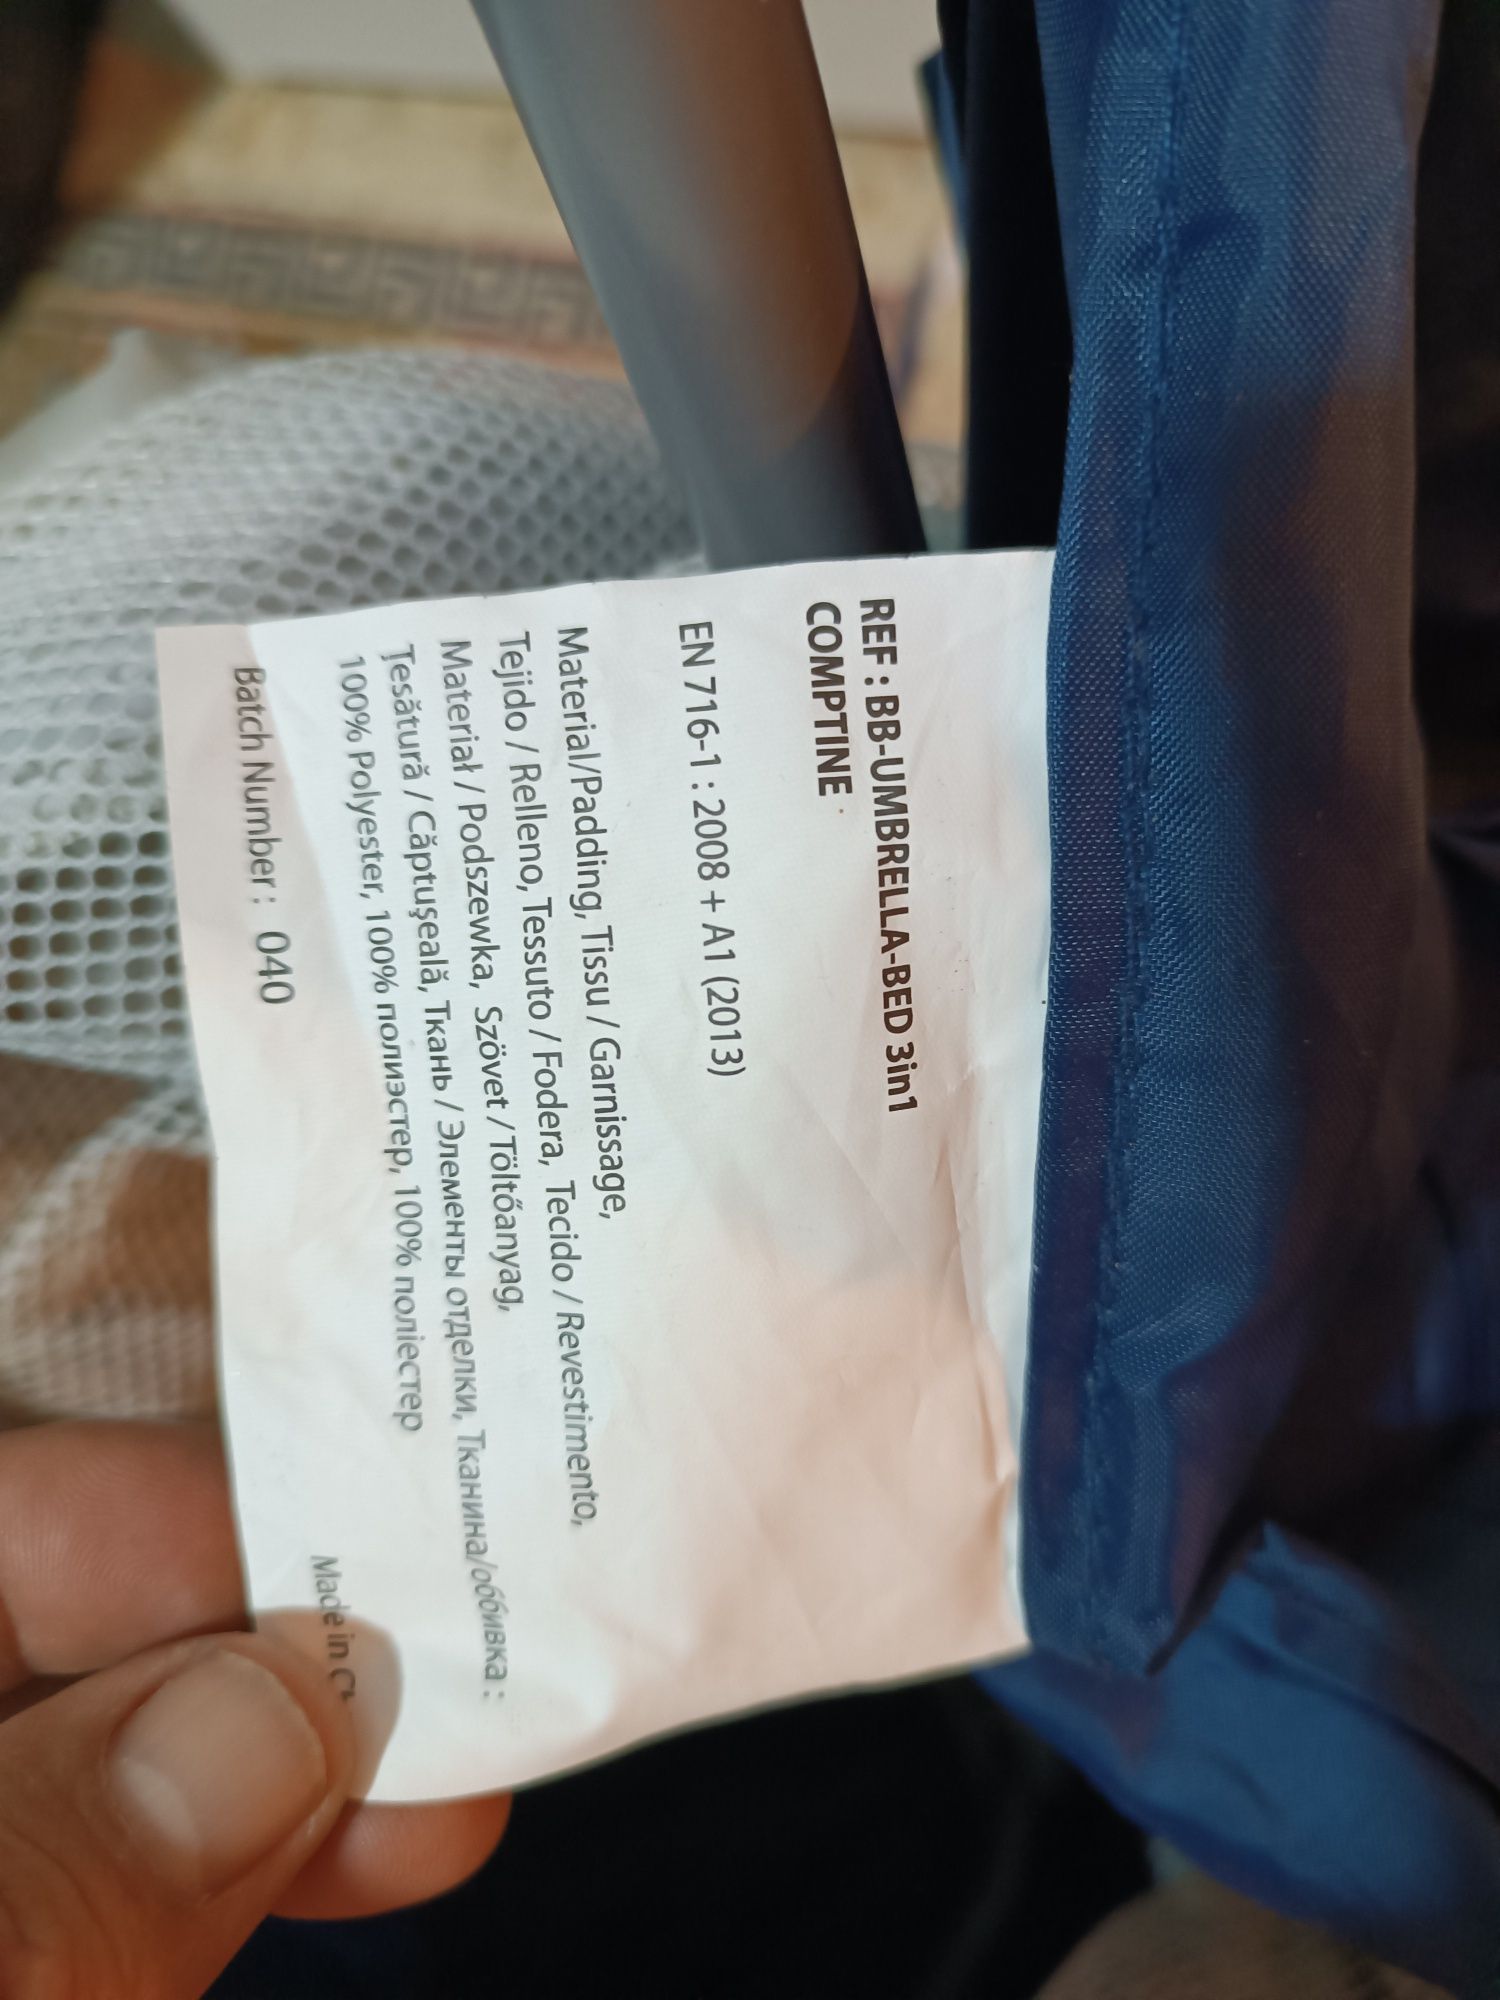 REF : BB-UMBRELLA-BED 3in1
COMPTINE
EN 716-1 : 2008 + A1 (2013)
Material/Padding, Tissu / Garnissage,
Tejido / Relleno, Tessuto / Fodera, Tecido / Revestimento,
Materiał / Podszewka, Szövet / Töltőanyag,
Ţesătură / Căptuşeală, Ткань / Элементы отделки, Тканина/оббивка :
100% Polyester, 100% полиэстер, 100% поліестер
Batch Number : 040
Made in